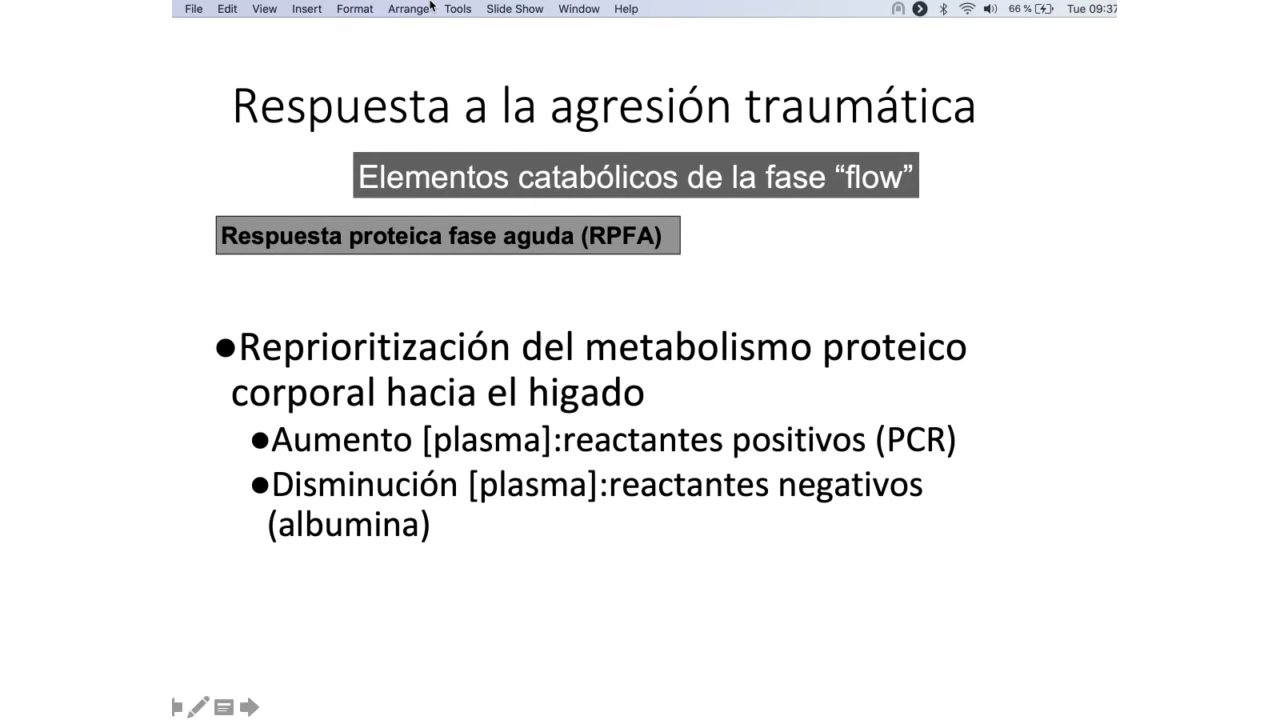 File Edit View Insert Format Arrange Tools Slide Show Window Help 66 % Tue 09:37
Respuesta a la agresión traumática
Elementos catabólicos de la fase “flow”
Respuesta proteica fase aguda (RPFA)
●Reprioritización del metabolismo proteico
corporal hacia el higado
●Aumento [plasma]:reactantes positivos (PCR)
●Disminución [plasma]:reactantes negativos
(albumina)